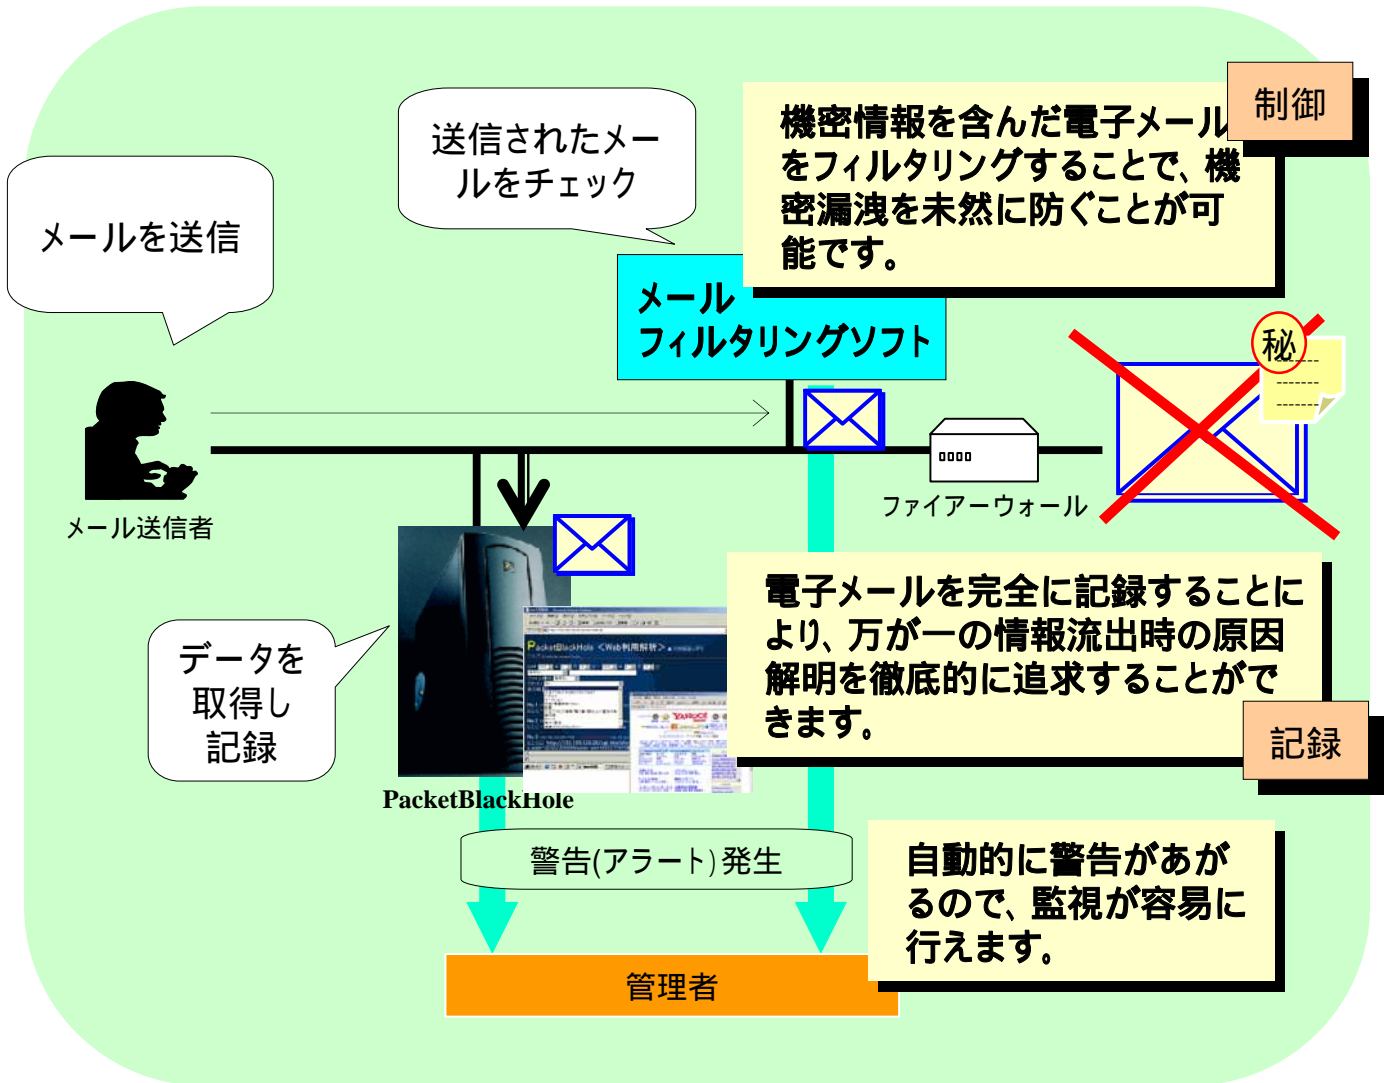 制御
機密情報を含んだ電子メール
をフィルタリングすることで、機
密漏洩を未然に防ぐことが可
能です。
送信されたメー
ルをチェック
メールを送信
メール
フィルタリングソフト
秘
ファイアーウォール
メール送信者
電子メールを完全に記録することに
より、万が一の情報流出時の原因
解明を徹底的に追求することがで
きます。
記録
データを
取得し
記録
PacketBlackHole <Web利用解析>
YAHOO!
PacketBlackHole
警告(アラート)発生
自動的に警告があが
るので、監視が容易に
行えます。
管理者